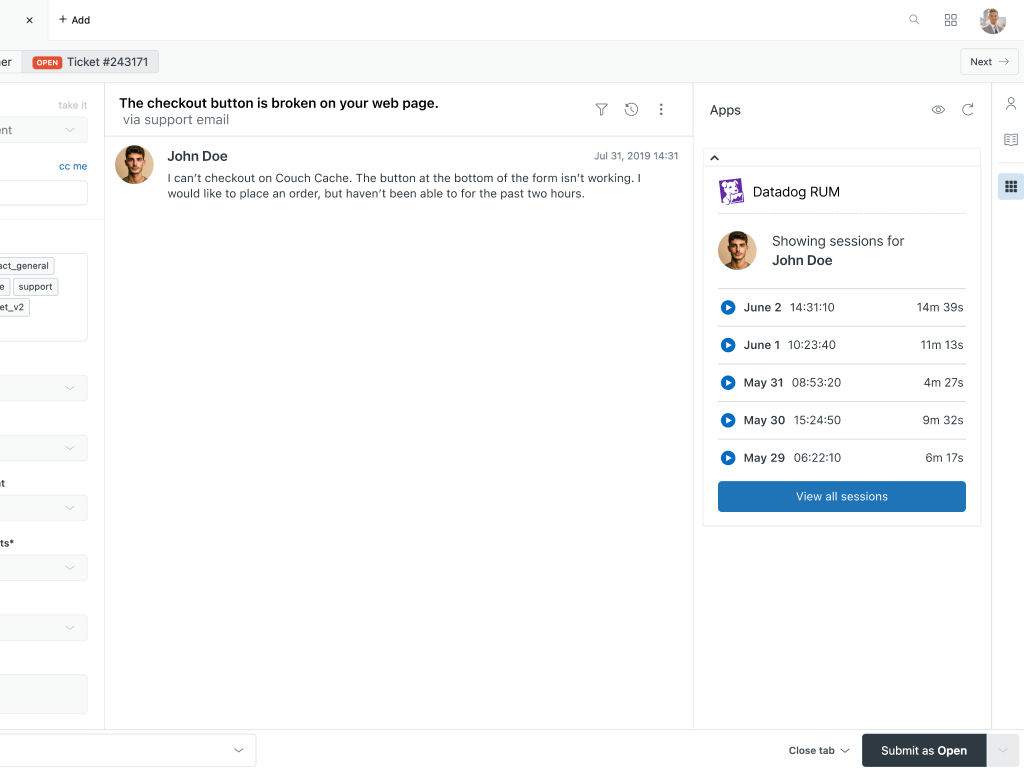 × + Add
er OPEN Ticket #243171 Next →
take it
nt
cc me
act_general
e support
et_v2
t
ts*
The checkout button is broken on your web page.
via support email
John Doe Jul 31, 2019 14:31
I can’t checkout on Couch Cache. The button at the bottom of the form isn’t working. I
would like to place an order, but haven’t been able to for the past two hours.
Apps
Datadog RUM
Showing sessions for
John Doe
June 2 14:31:10 14m 39s
June 1 10:23:40 11m 13s
May 31 08:53:20 4m 27s
May 30 15:24:50 9m 32s
May 29 06:22:10 6m 17s
View all sessions
Close tab Submit as Open